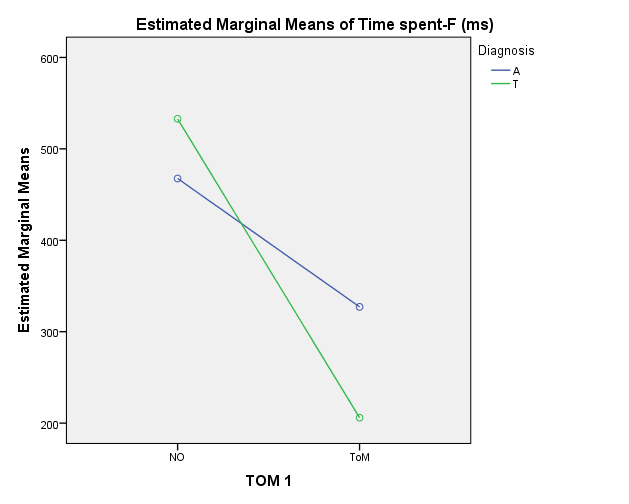 Estimated Marginal Means of Time spent-F (ms)
Diagnosis
A
T
600
500
400
300
200
Estimated Marginal Means
NO
ToM
TOM 1